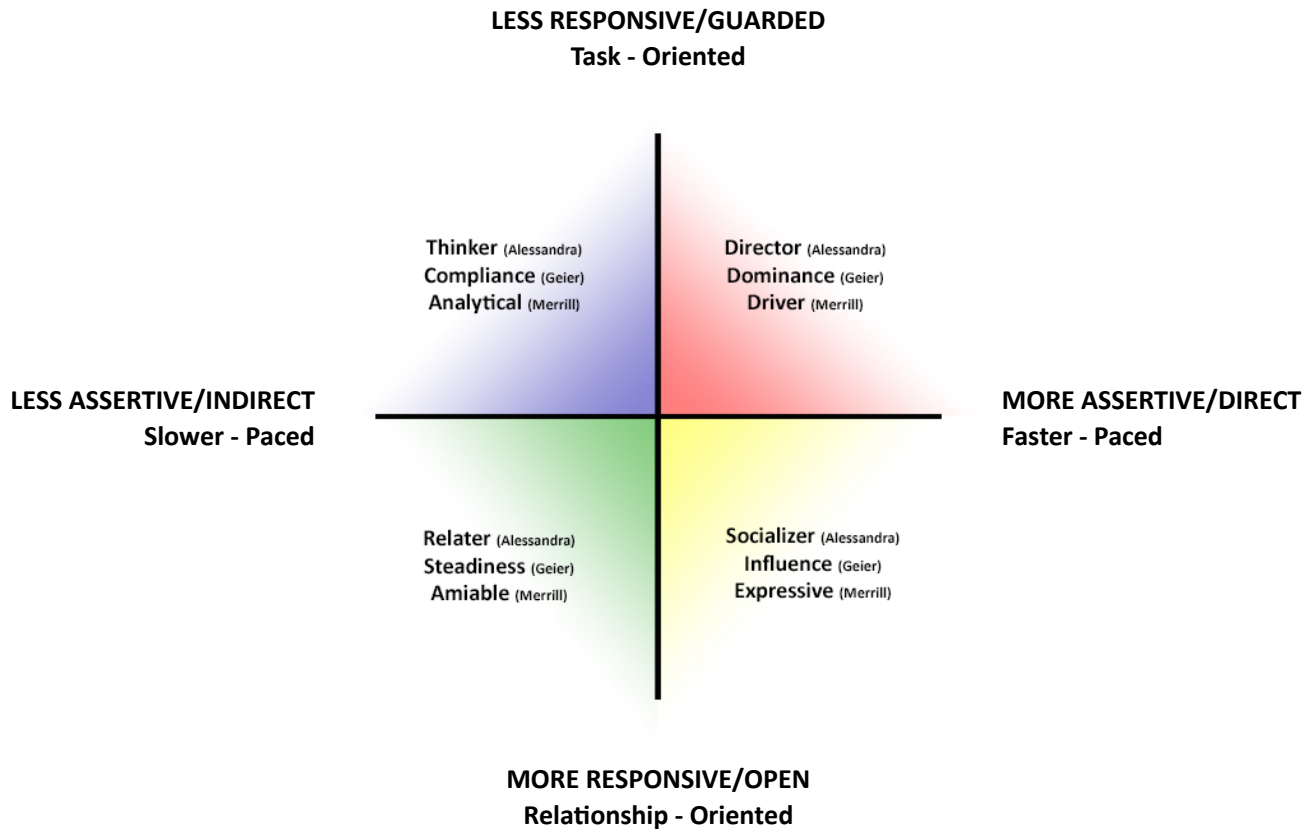 LESS RESPONSIVE/GUARDED
Task - Oriented
Thinker (Alessandra)
Compliance (Geier)
Analytical (Merrill)
Director (Alessandra)
Dominance (Geier)
Driver (Merrill)
LESS ASSERTIVE/INDIRECT
Slower - Paced
MORE ASSERTIVE/DIRECT
Faster - Paced
Relater (Alessandra)
Steadiness (Geier)
Amiable (Merrill)
Socializer (Alessandra)
Influence (Geier)
Expressive (Merrill)
MORE RESPONSIVE/OPEN
Relationship - Oriented